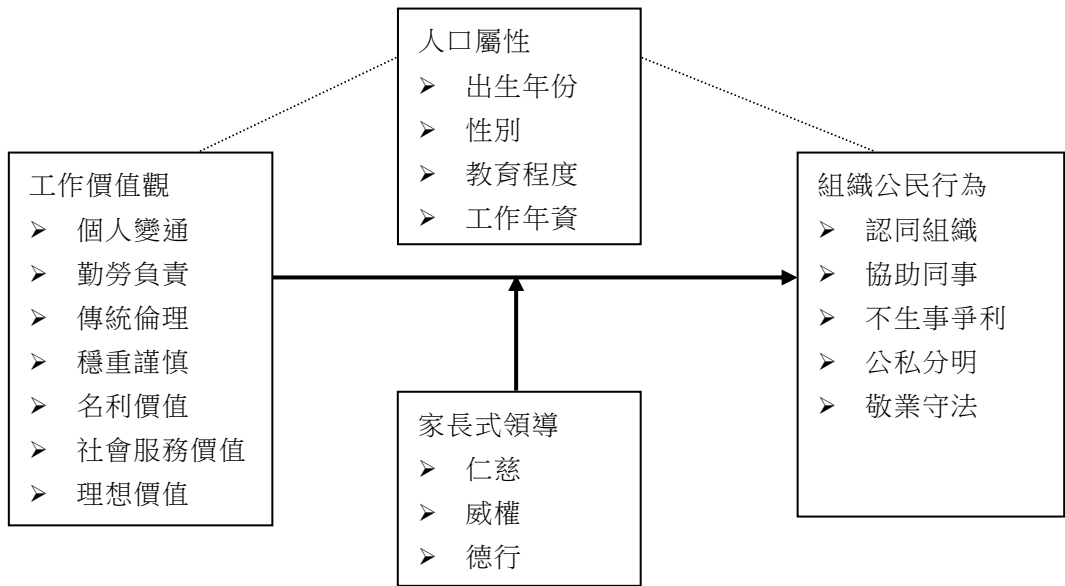 人口屬性
➢ 出生年份
➢ 性別
➢ 教育程度
➢ 工作年資
工作價值觀
➢ 個人變通
➢ 勤勞負責
➢ 傳統倫理
➢ 穩重謹慎
➢ 名利價值
➢ 社會服務價值
➢ 理想價值
組織公民行為
➢ 認同組織
➢ 協助同事
➢ 不生事爭利
➢ 公私分明
➢ 敬業守法
家長式領導
➢ 仁慈
➢ 威權
➢ 德行